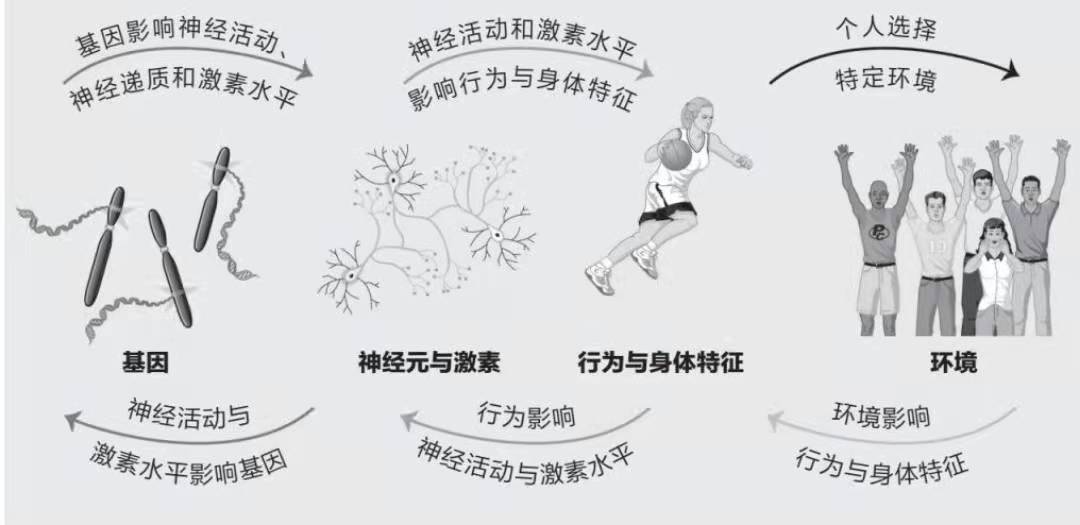 基因影响神经活动、
神经递质和激素水平
神经活动和激素水平
影响行为与身体特征
个人选择
特定环境
基因
神经元与激素
行为与身体特征
环境
神经活动与
激素水平影响基因
行为影响
神经活动与激素水平
环境影响
行为与身体特征